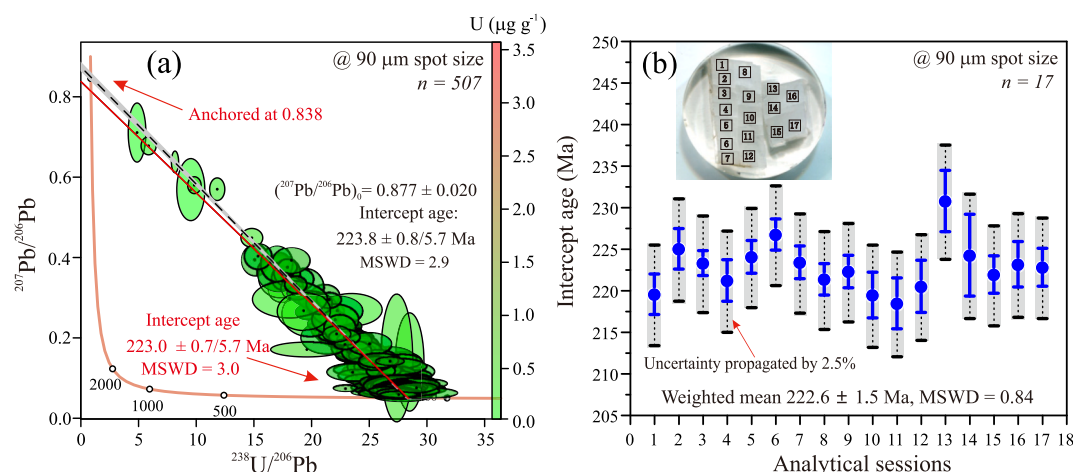 U (µg g⁻¹)
(a)
@ 90 µm spot size
n = 507
Anchored at 0.838
(²⁰⁷Pb/²⁰⁶Pb)₀= 0.877 ± 0.020
Intercept age:
223.8 ± 0.8/5.7 Ma
MSWD = 2.9
Intercept age
223.0 ± 0.7/5.7 Ma
MSWD = 3.0
2000
1000
500
²⁰⁷Pb/²⁰⁶Pb
0.8
0.6
0.4
0.2
0.0
0 5 10 15 20 25 30 35
²³⁸U/²⁰⁶Pb
3.5
3.0
2.5
2.0
1.5
1.0
0.5
0.0
(b)
@ 90 µm spot size
n = 17
1
2
3
4
5
6
7
8
9
10
11
12
13
14
15
16
17
Uncertainty propagated by 2.5%
Weighted mean 222.6 ± 1.5 Ma, MSWD = 0.84
Intercept age (Ma)
250
245
240
235
230
225
220
215
210
205
0 1 2 3 4 5 6 7 8 9 10 11 12 13 14 15 16 17 18
Analytical sessions